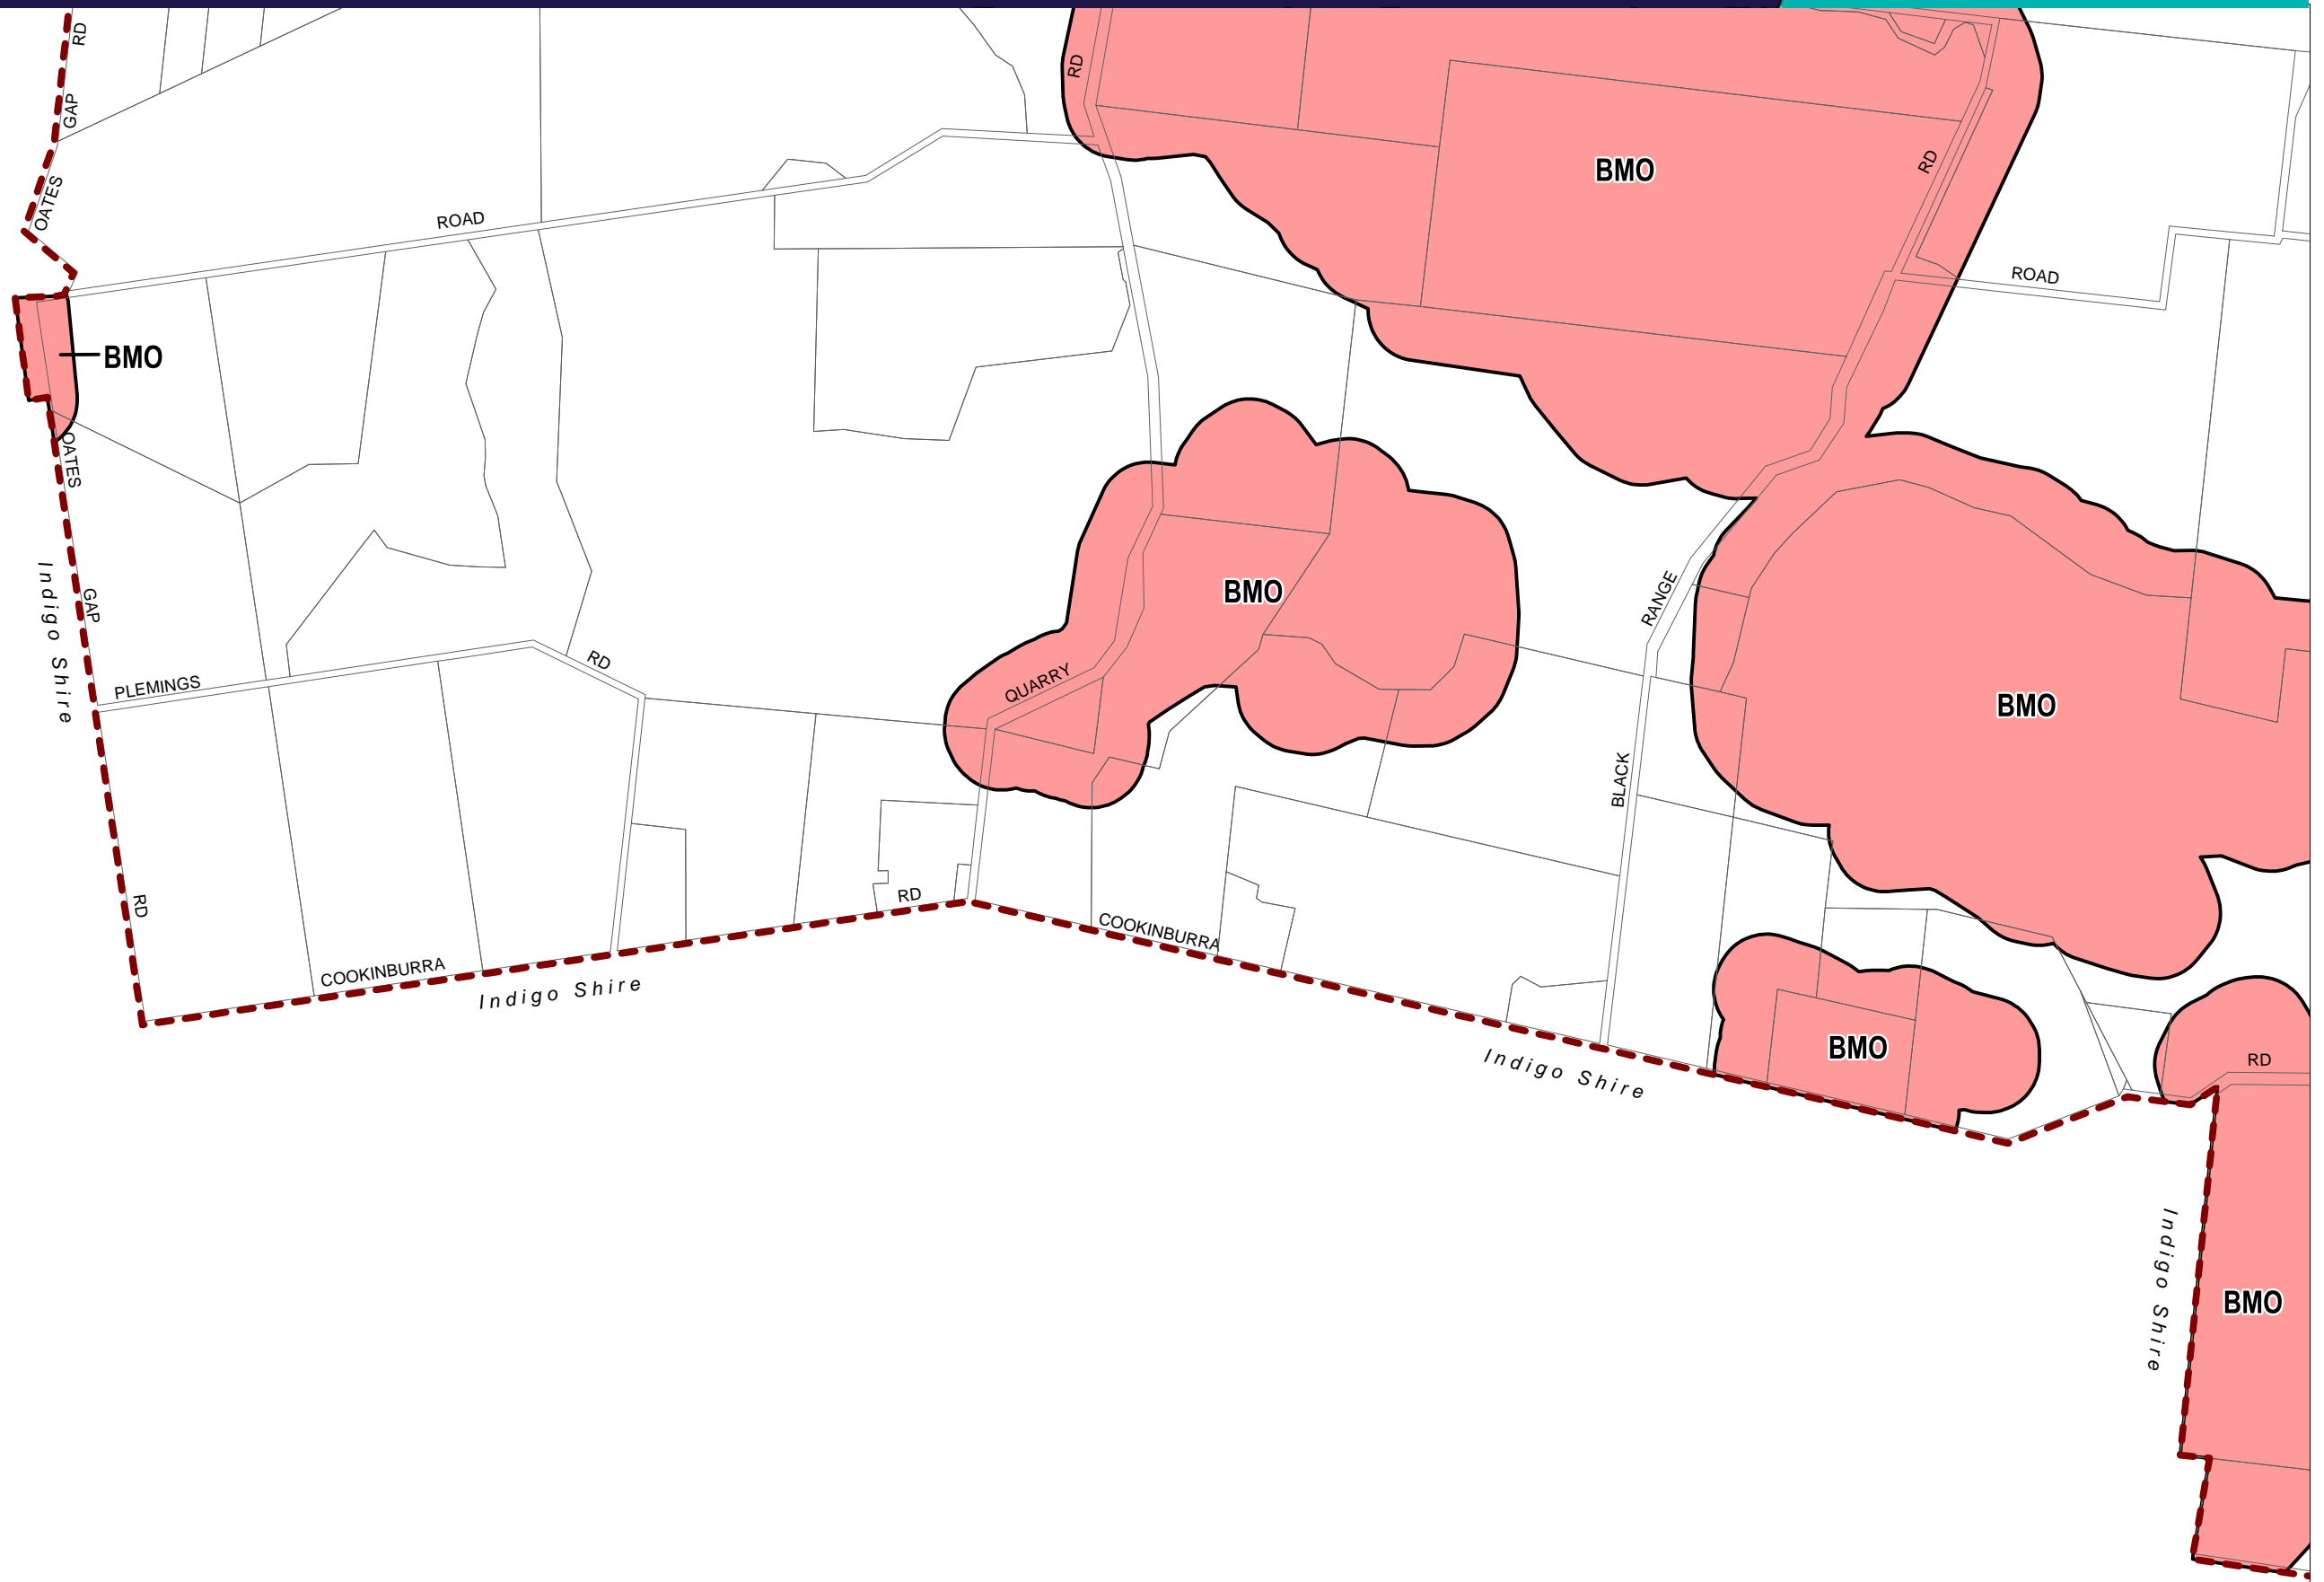 RD
GAP
OATES
RD
BMO
RD
ROAD
ROAD
BMO
OATES
GAP
RD
Indigo Shire
BMO
RANGE
BLACK
PLEMINGS
RD
QUARRY
BMO
RD
COOKINBURRA
COOKINBURRA
Indigo Shire
Indigo Shire
BMO
RD
Indigo Shire
BMO